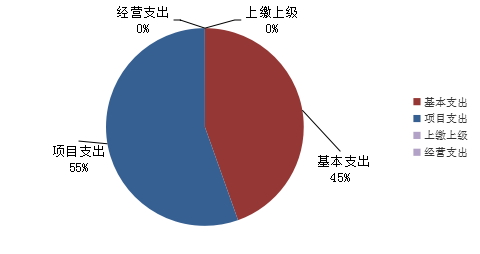 经营支出
0%
上缴上级
0%
项目支出
55%
基本支出
45%
基本支出
项目支出
上缴上级
经营支出